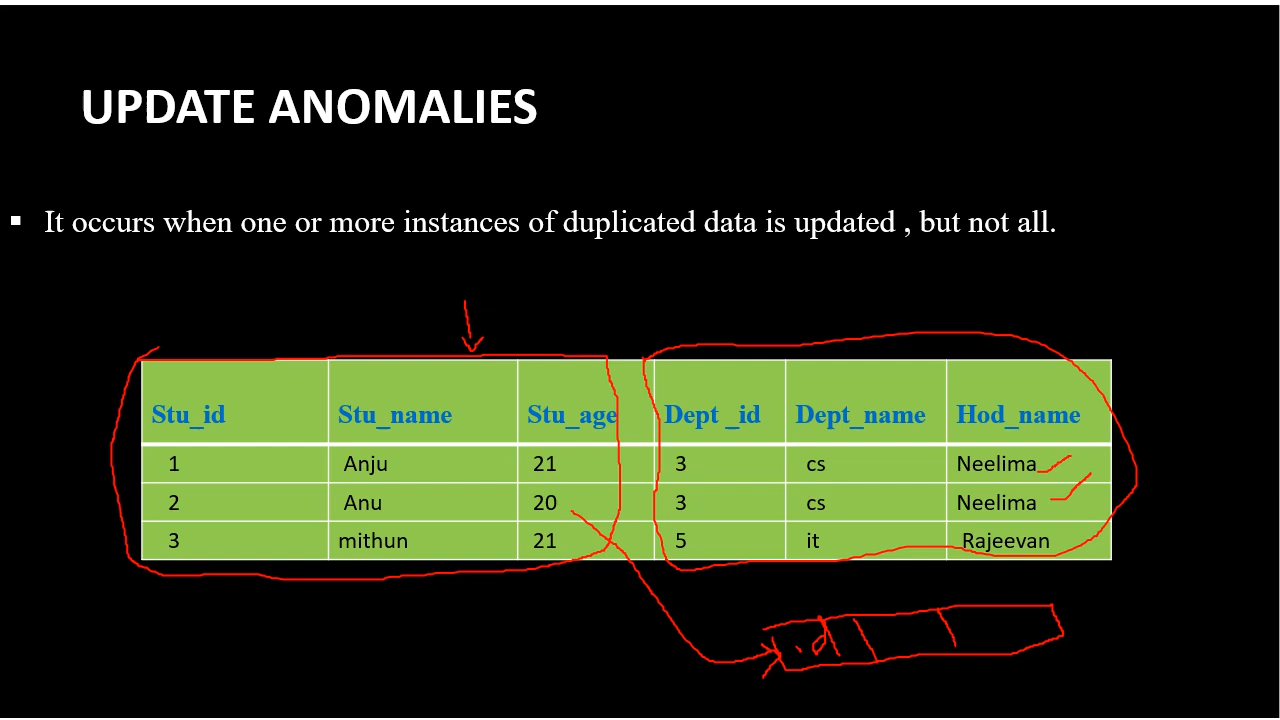 UPDATE ANOMALIES
▪ It occurs when one or more instances of duplicated data is updated , but not all.
Stu_id Stu_name Stu_age Dept _id Dept_name Hod_name
1 Anju 21 3 cs Neelima
2 Anu 20 3 cs Neelima
3 mithun 21 5 it Rajeevan
id